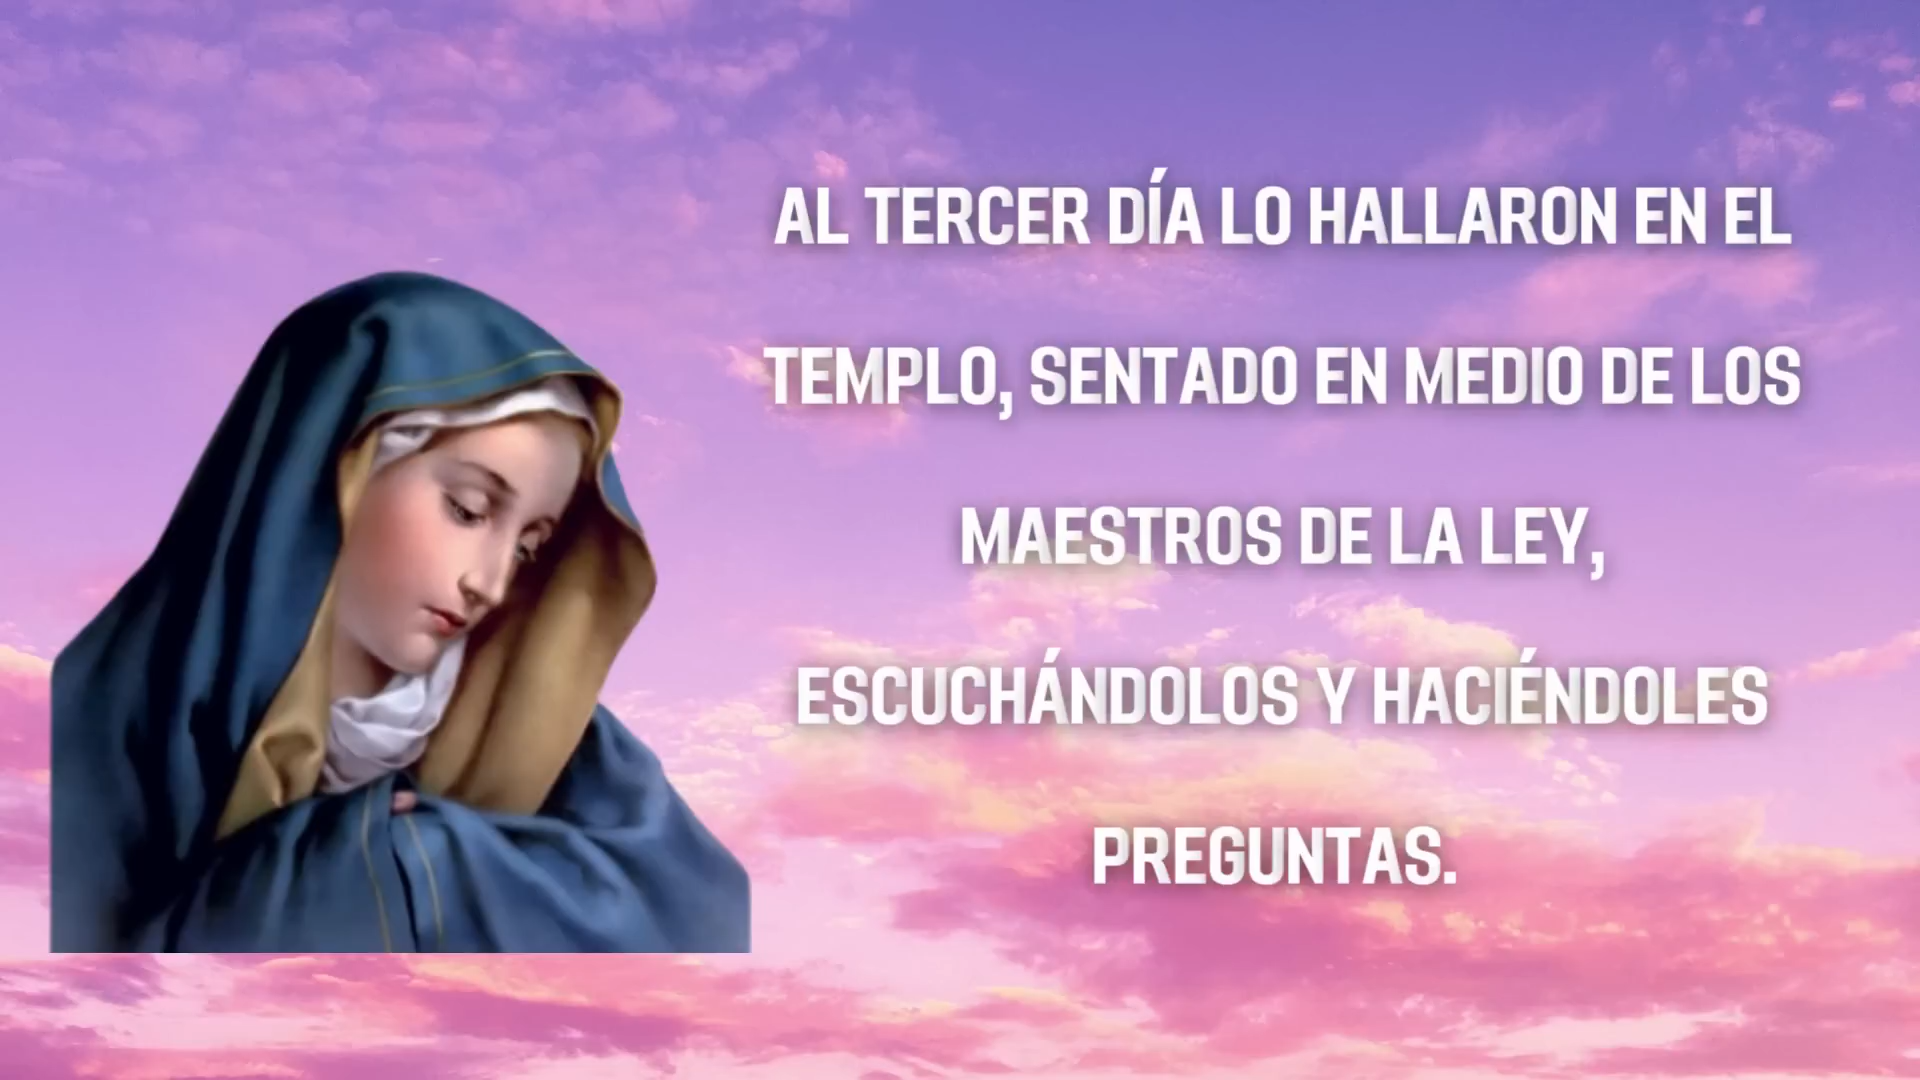 AL TERCER DÍA LO HALLARON EN EL
TEMPLO, SENTADO EN MEDIO DE LOS
MAESTROS DE LA LEY,
ESCUCHÁNDOLOS Y HACIÉNDOLES
PREGUNTAS.